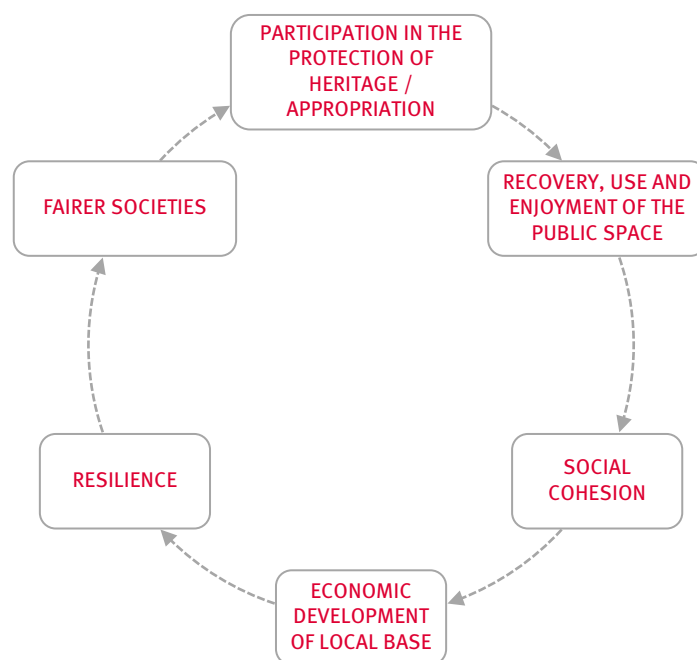 PARTICIPATION IN THE
PROTECTION OF
HERITAGE /
APPROPRIATION
RECOVERY, USE AND
ENJOYMENT OF THE
PUBLIC SPACE
SOCIAL
COHESION
ECONOMIC
DEVELOPMENT
OF LOCAL BASE
RESILIENCE
FAIRER SOCIETIES